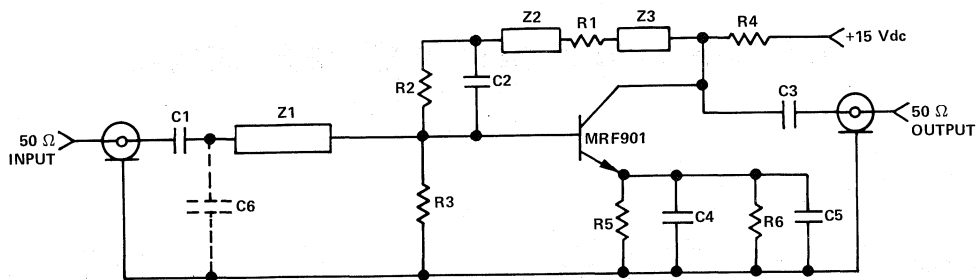 Z2
R1
Z3
R4
+15 Vdc
R2
C2
C3
C1
Z1
50 Ω
INPUT
MRF901
50 Ω
OUTPUT
C6
R3
R5
C4
R6
C5